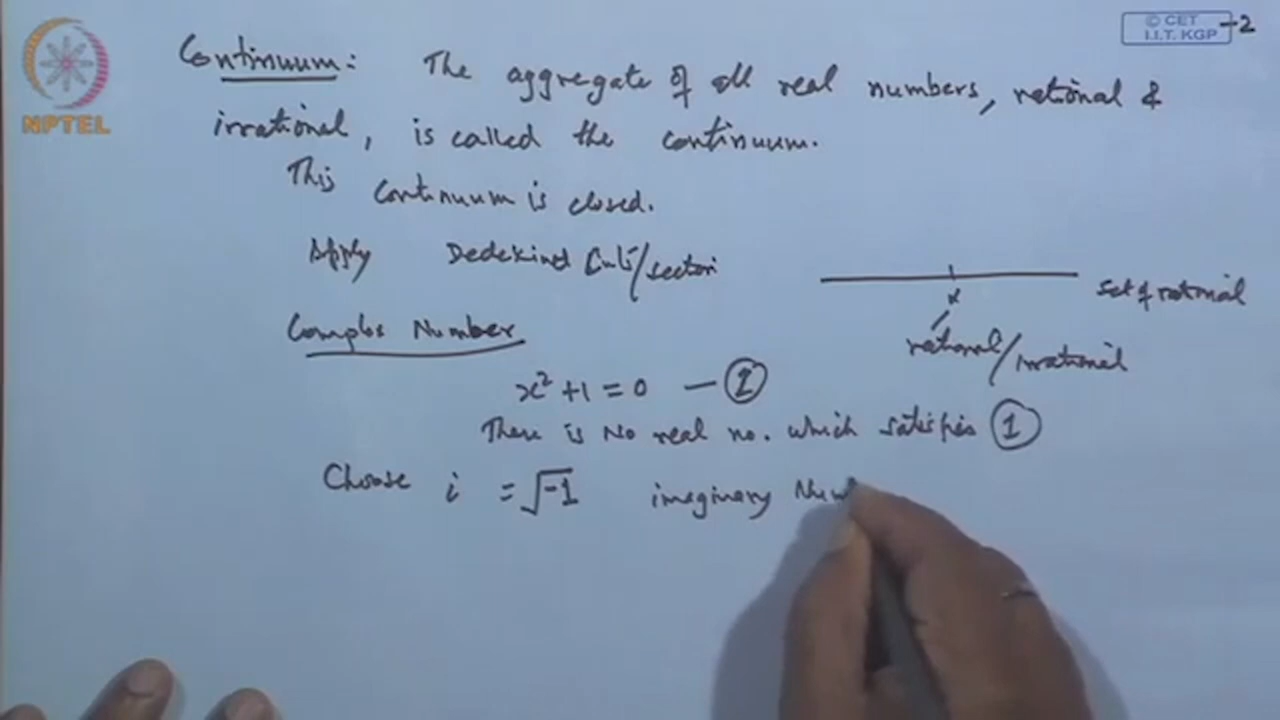 © CET
I.I.T. KGP
-2
NPTEL
Continuum: The aggregate of all real numbers, rational &
irrational, is called the continuum.
This continuum is closed.
Apply Dedekind Cuts/section
set of rational
α
rational/irrational
Complex Number
x² + 1 = 0 — 1
There is No real no. which satisfies 1
Choose i = √-1 imaginary